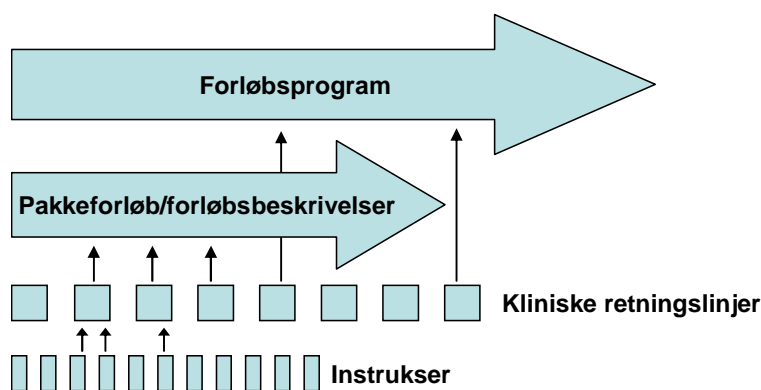 Forløbsprogram
Pakkeforløb/forløbsbeskrivelser
Kliniske retningslinjer
Instrukser